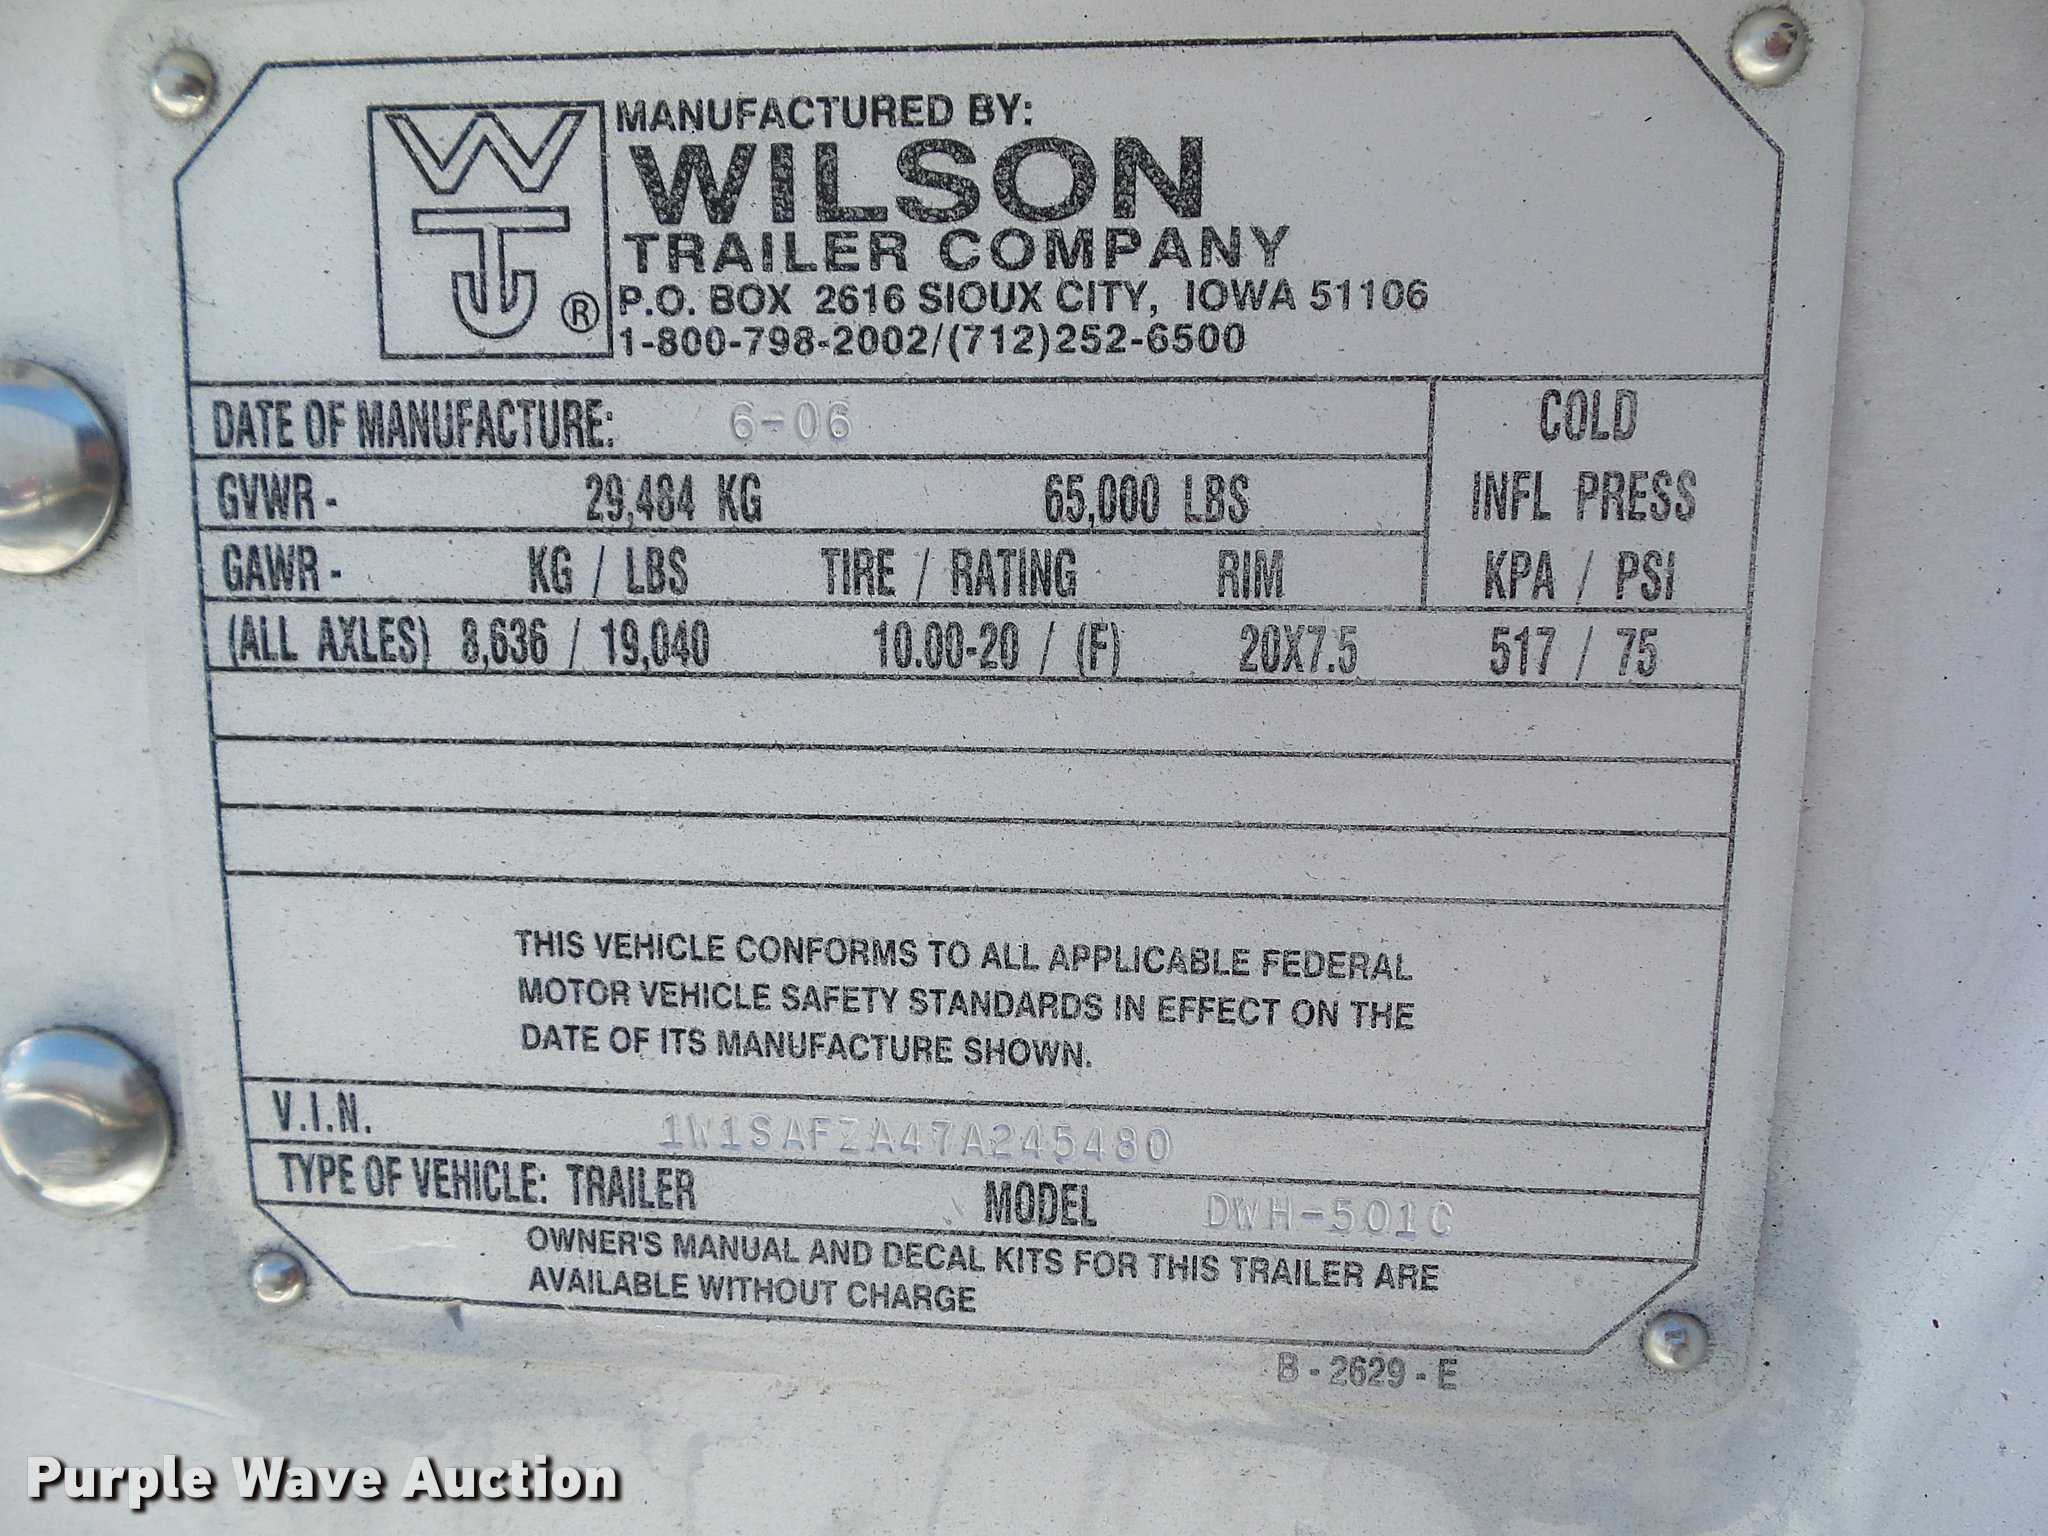 WT
MANUFACTURED BY:
WILSON
TRAILER COMPANY
®
P.O. BOX 2616 SIOUX CITY, IOWA 51106
1-800-798-2002/(712)252-6500
DATE OF MANUFACTURE: 6-06
COLD
GVWR - 29,484 KG 65,000 LBS
INFL PRESS
GAWR - KG / LBS TIRE / RATING RIM KPA / PSI
(ALL AXLES) 8,636 / 19,040 10.00-20 / (F) 20X7.5 517 / 75
THIS VEHICLE CONFORMS TO ALL APPLICABLE FEDERAL
MOTOR VEHICLE SAFETY STANDARDS IN EFFECT ON THE
DATE OF ITS MANUFACTURE SHOWN.
V.I.N. 1W1SAFZA47A245480
TYPE OF VEHICLE: TRAILER MODEL DWH-501C
OWNER'S MANUAL AND DECAL KITS FOR THIS TRAILER ARE
AVAILABLE WITHOUT CHARGE
B - 2629 - E
Purple Wave Auction